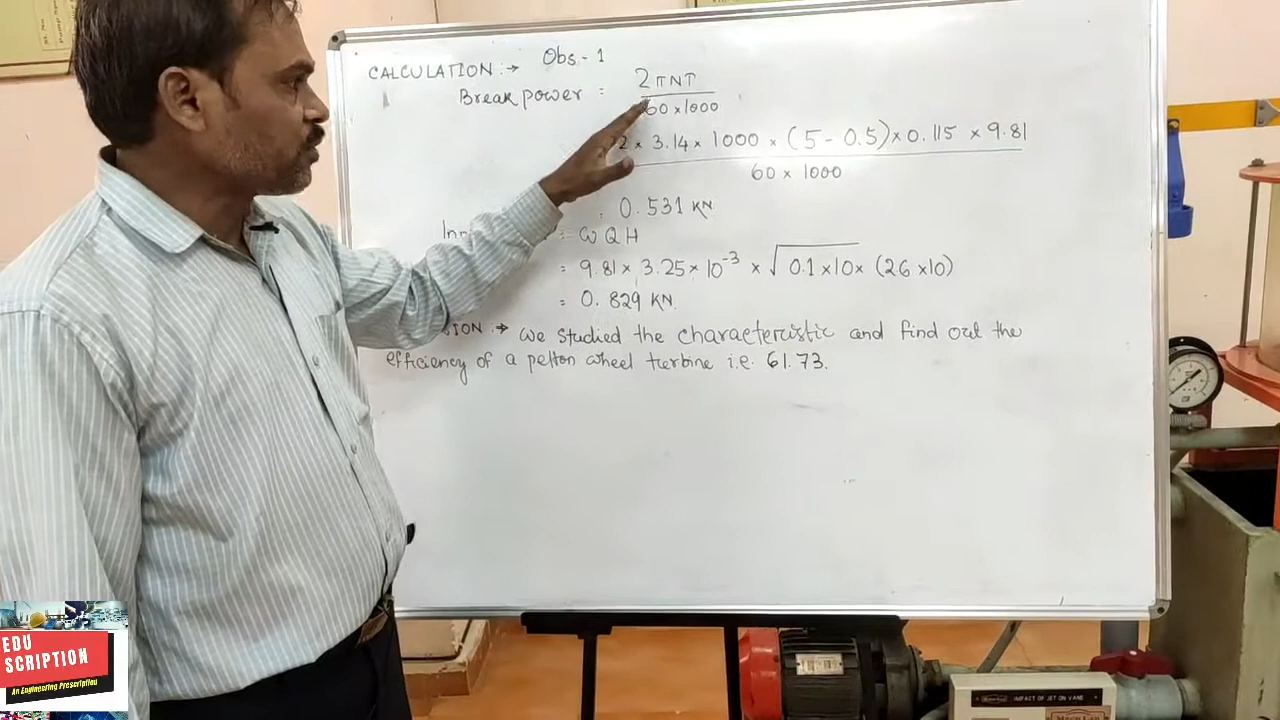 CALCULATION :→ Obs - 1
Break power = 2πNT
60 × 1000
2 × 3.14 × 1000 × (5 - 0.5) × 0.115 × 9.81
60 × 1000
= 0.531 KN
= ω Q H
= 9.81 × 3.25 × 10⁻³ × √0.1 × 10 × (26 × 10)
= 0.829 KN.
:→ We studied the characteristic and find out the
efficiency of a pelton wheel turbine i.e. 61.73.
EDU
SCRIPTION
An Engineering Prescription
IMPACT OF JET ON VANE